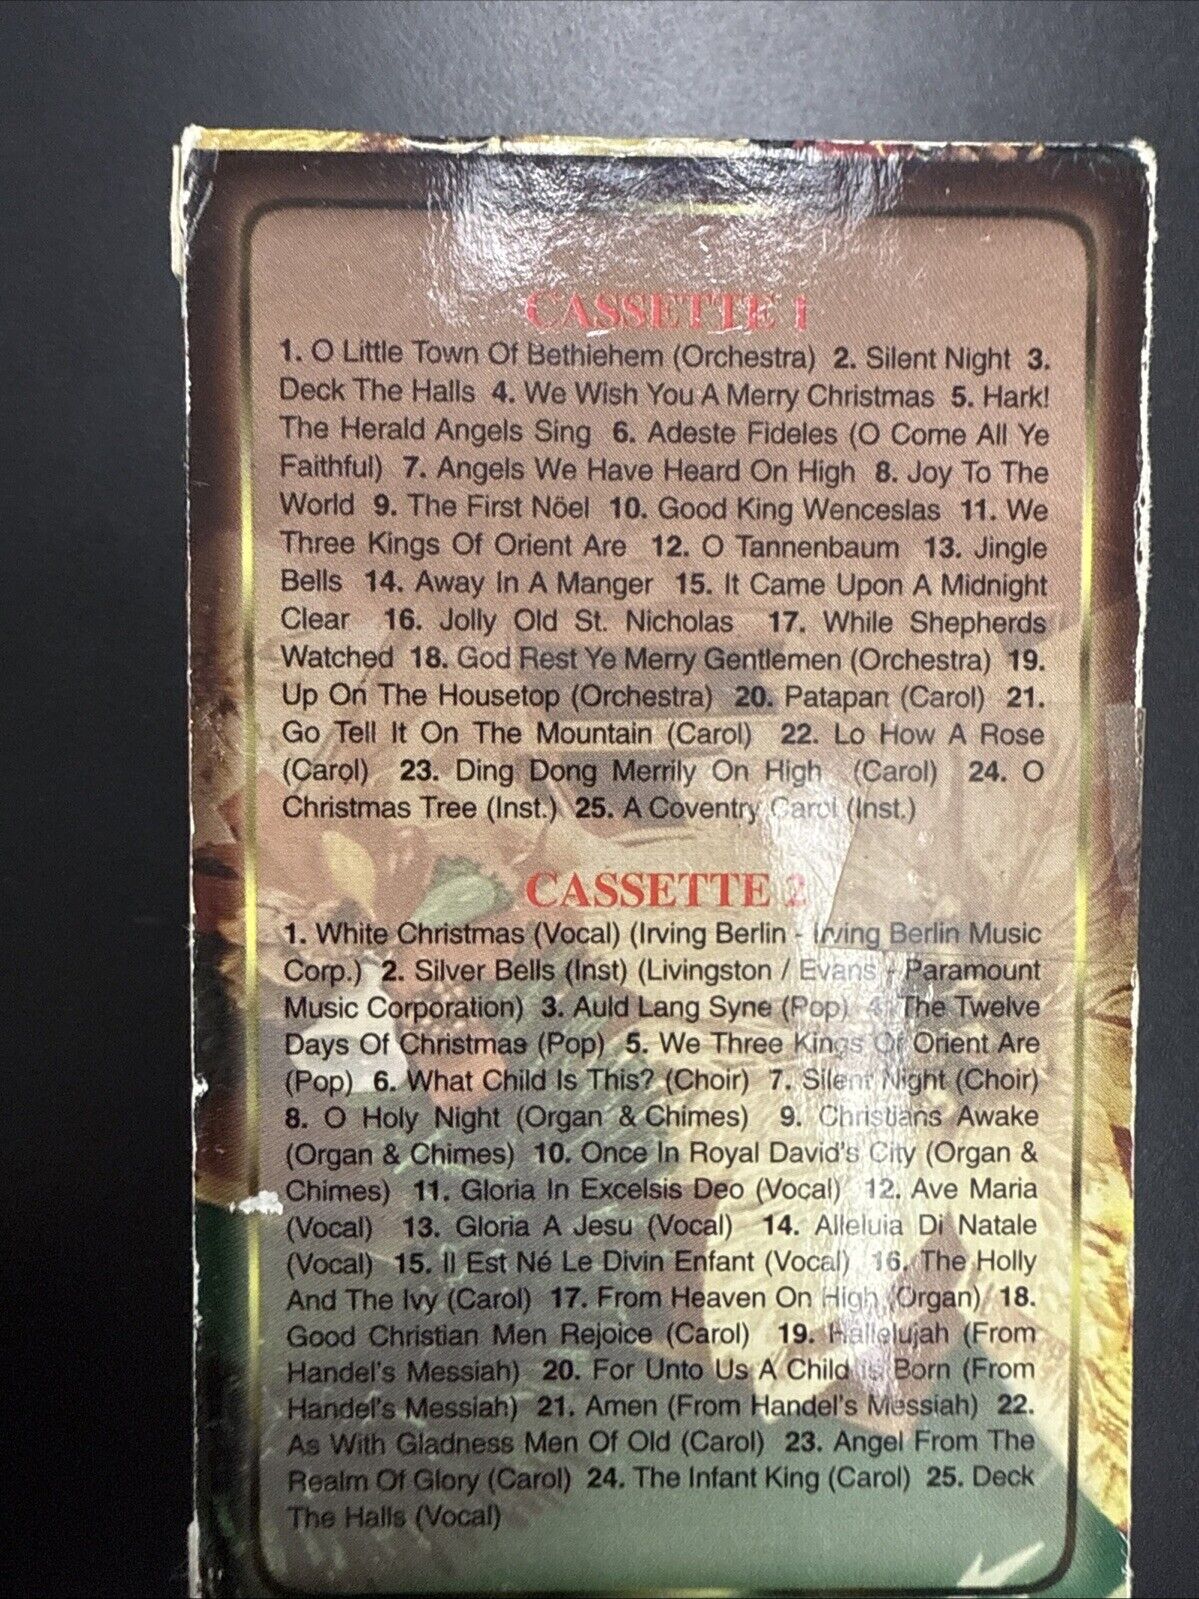 CASSETTE 1
1. O Little Town Of Bethiehem (Orchestra) 2. Silent Night 3.
Deck The Halls 4. We Wish You A Merry Christmas 5. Hark!
The Herald Angels Sing 6. Adeste Fideles (O Come All Ye
Faithful) 7. Angels We Have Heard On High 8. Joy To The
World 9. The First Nöel 10. Good King Wenceslas 11. We
Three Kings Of Orient Are 12. O Tannenbaum 13. Jingle
Bells 14. Away In A Manger 15. It Came Upon A Midnight
Clear 16. Jolly Old St. Nicholas 17. While Shepherds
Watched 18. God Rest Ye Merry Gentlemen (Orchestra) 19.
Up On The Housetop (Orchestra) 20. Patapan (Carol) 21.
Go Tell It On The Mountain (Carol) 22. Lo How A Rose
(Carol) 23. Ding Dong Merrily On High (Carol) 24. O
Christmas Tree (Inst.) 25. A Coventry Carol (Inst.)
CASSETTE 2
1. White Christmas (Vocal) (Irving Berlin - Irving Berlin Music
Corp.) 2. Silver Bells (Inst) (Livingston / Evans - Paramount
Music Corporation) 3. Auld Lang Syne (Pop) 4. The Twelve
Days Of Christmas (Pop) 5. We Three Kings Of Orient Are
(Pop) 6. What Child Is This? (Choir) 7. Silent Night (Choir)
8. O Holy Night (Organ & Chimes) 9. Christians Awake
(Organ & Chimes) 10. Once In Royal David's City (Organ &
Chimes) 11. Gloria In Excelsis Deo (Vocal) 12. Ave Maria
(Vocal) 13. Gloria A Jesu (Vocal) 14. Alleluia Di Natale
(Vocal) 15. Il Est Né Le Divin Enfant (Vocal) 16. The Holly
And The Ivy (Carol) 17. From Heaven On High (Organ) 18.
Good Christian Men Rejoice (Carol) 19. Hallelujah (From
Handel's Messiah) 20. For Unto Us A Child is Born (From
Handel's Messiah) 21. Amen (From Handel's Messiah) 22.
As With Gladness Men Of Old (Carol) 23. Angel From The
Realm Of Glory (Carol) 24. The Infant King (Carol) 25. Deck
The Halls (Vocal)